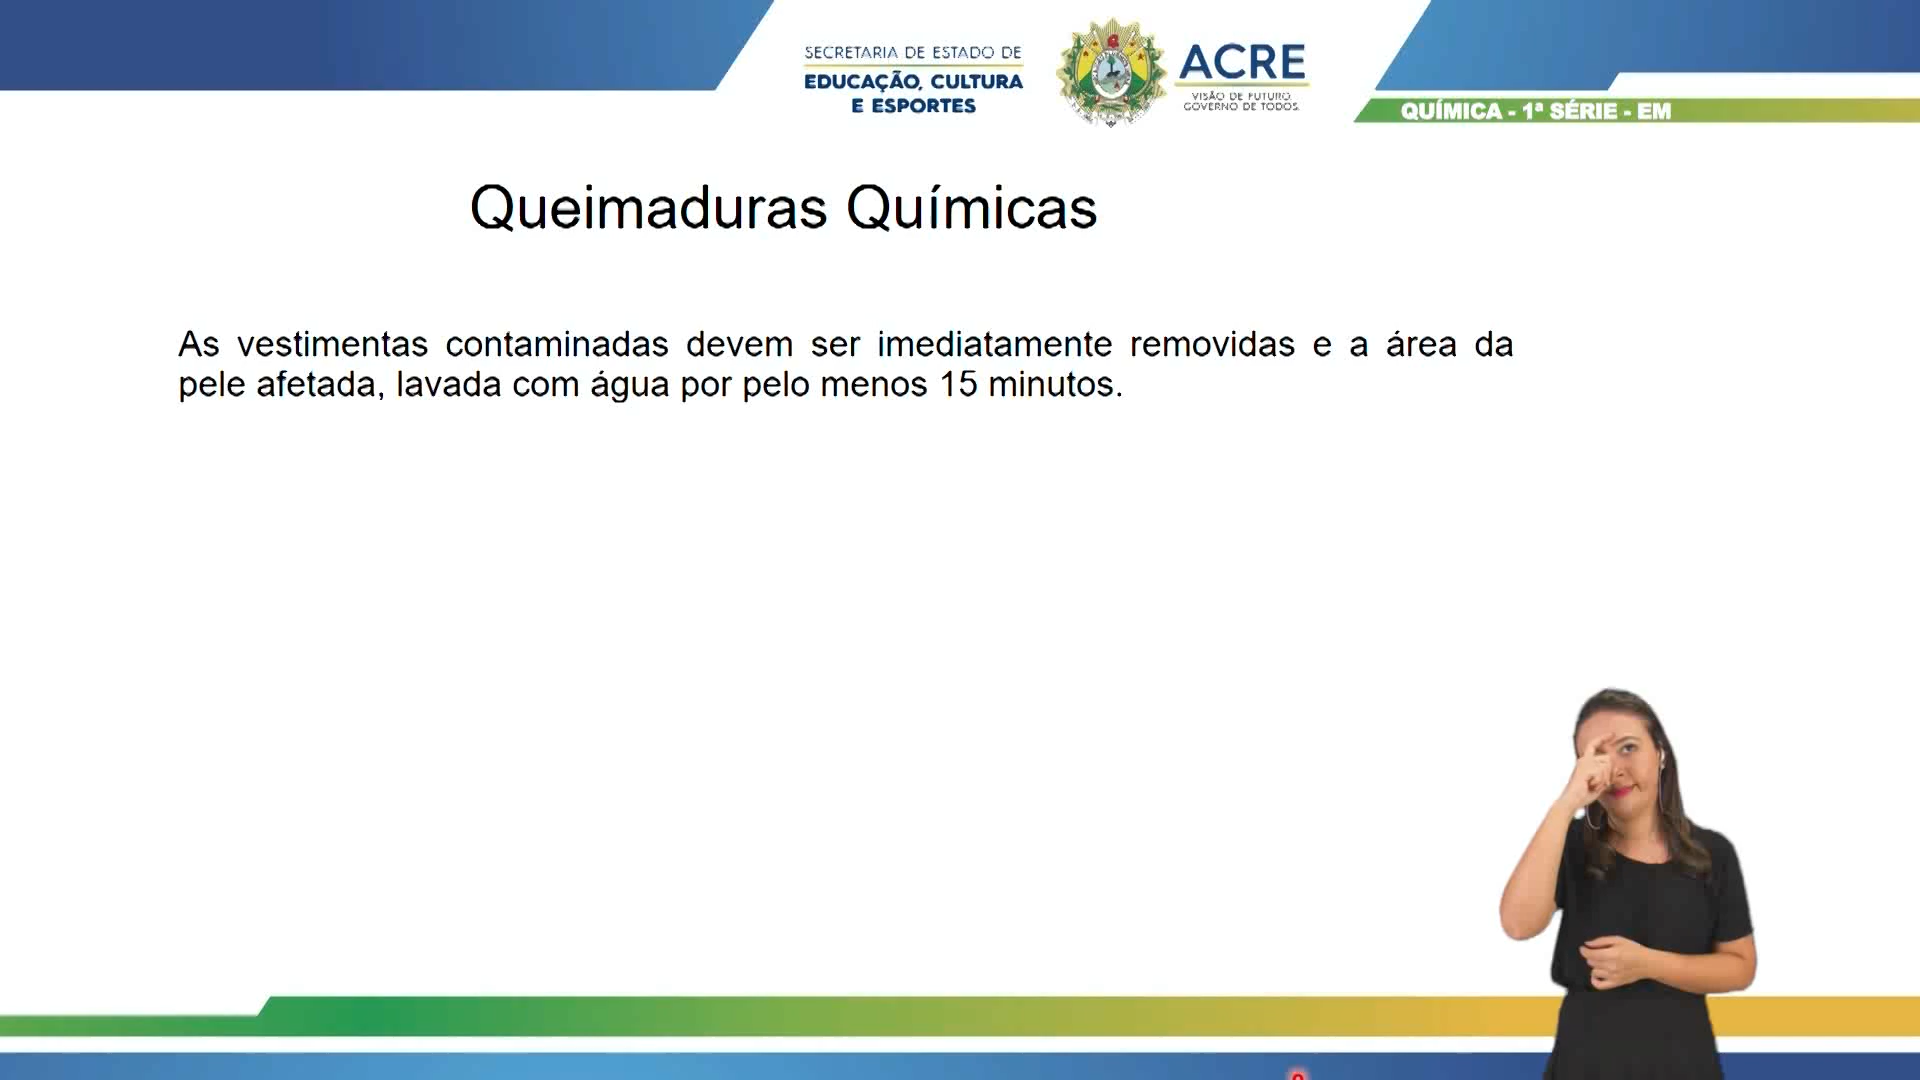 SECRETARIA DE ESTADO DE
EDUCAÇÃO, CULTURA
E ESPORTES
ACRE
VISÃO DE FUTURO.
GOVERNO DE TODOS.
QUÍMICA - 1ª SÉRIE - EM
Queimaduras Químicas
As vestimentas contaminadas devem ser imediatamente removidas e a área da
pele afetada, lavada com água por pelo menos 15 minutos.